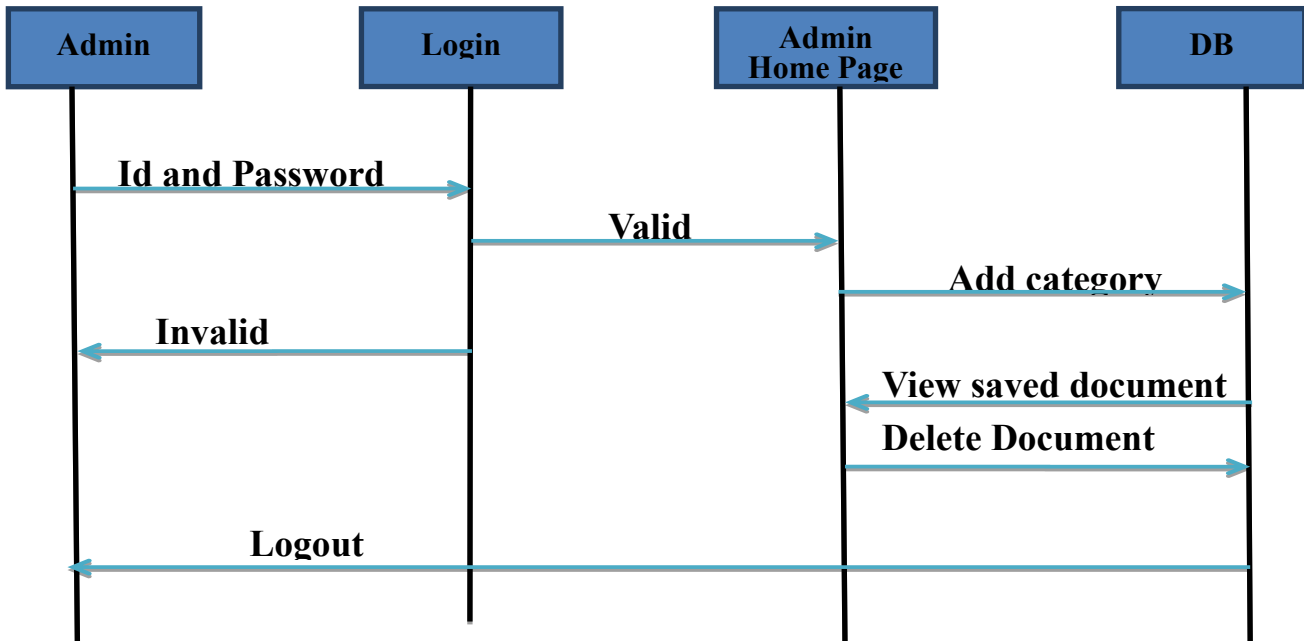 Admin
Login
Admin
Home Page
DB
Id and Password
Valid
Add category
Invalid
View saved document
Delete Document
Logout